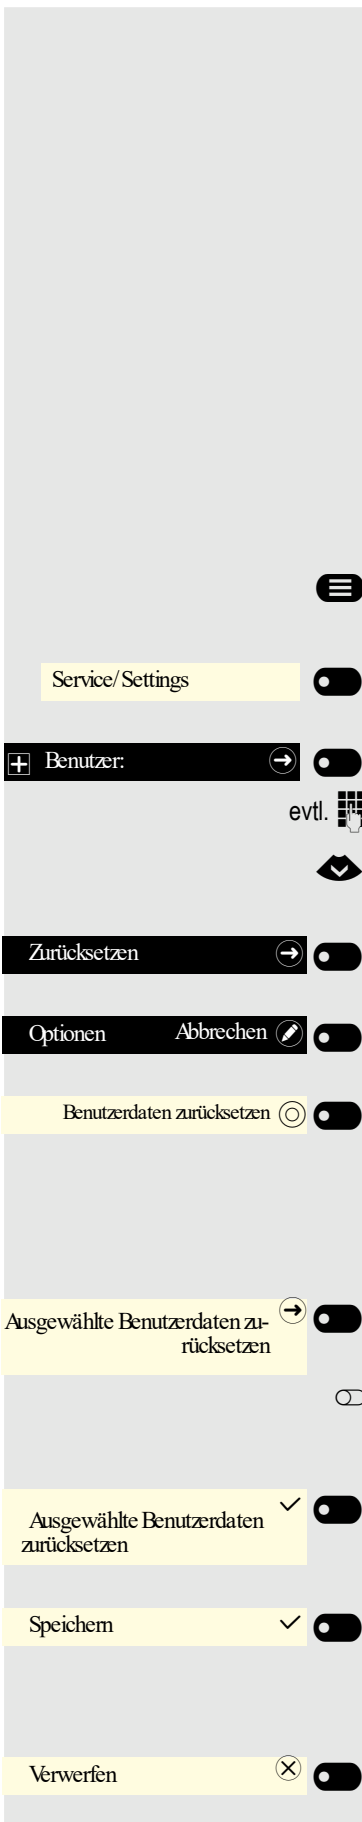 Service/Settings
Benutzer:
evtl.
Zurücksetzen
Optionen Abbrechen
Benutzerdaten zurücksetzen
Ausgewählte Benutzerdaten zu-
rücksetzen
Ausgewählte Benutzerdaten
zurücksetzen
Speichern
Verwerfen